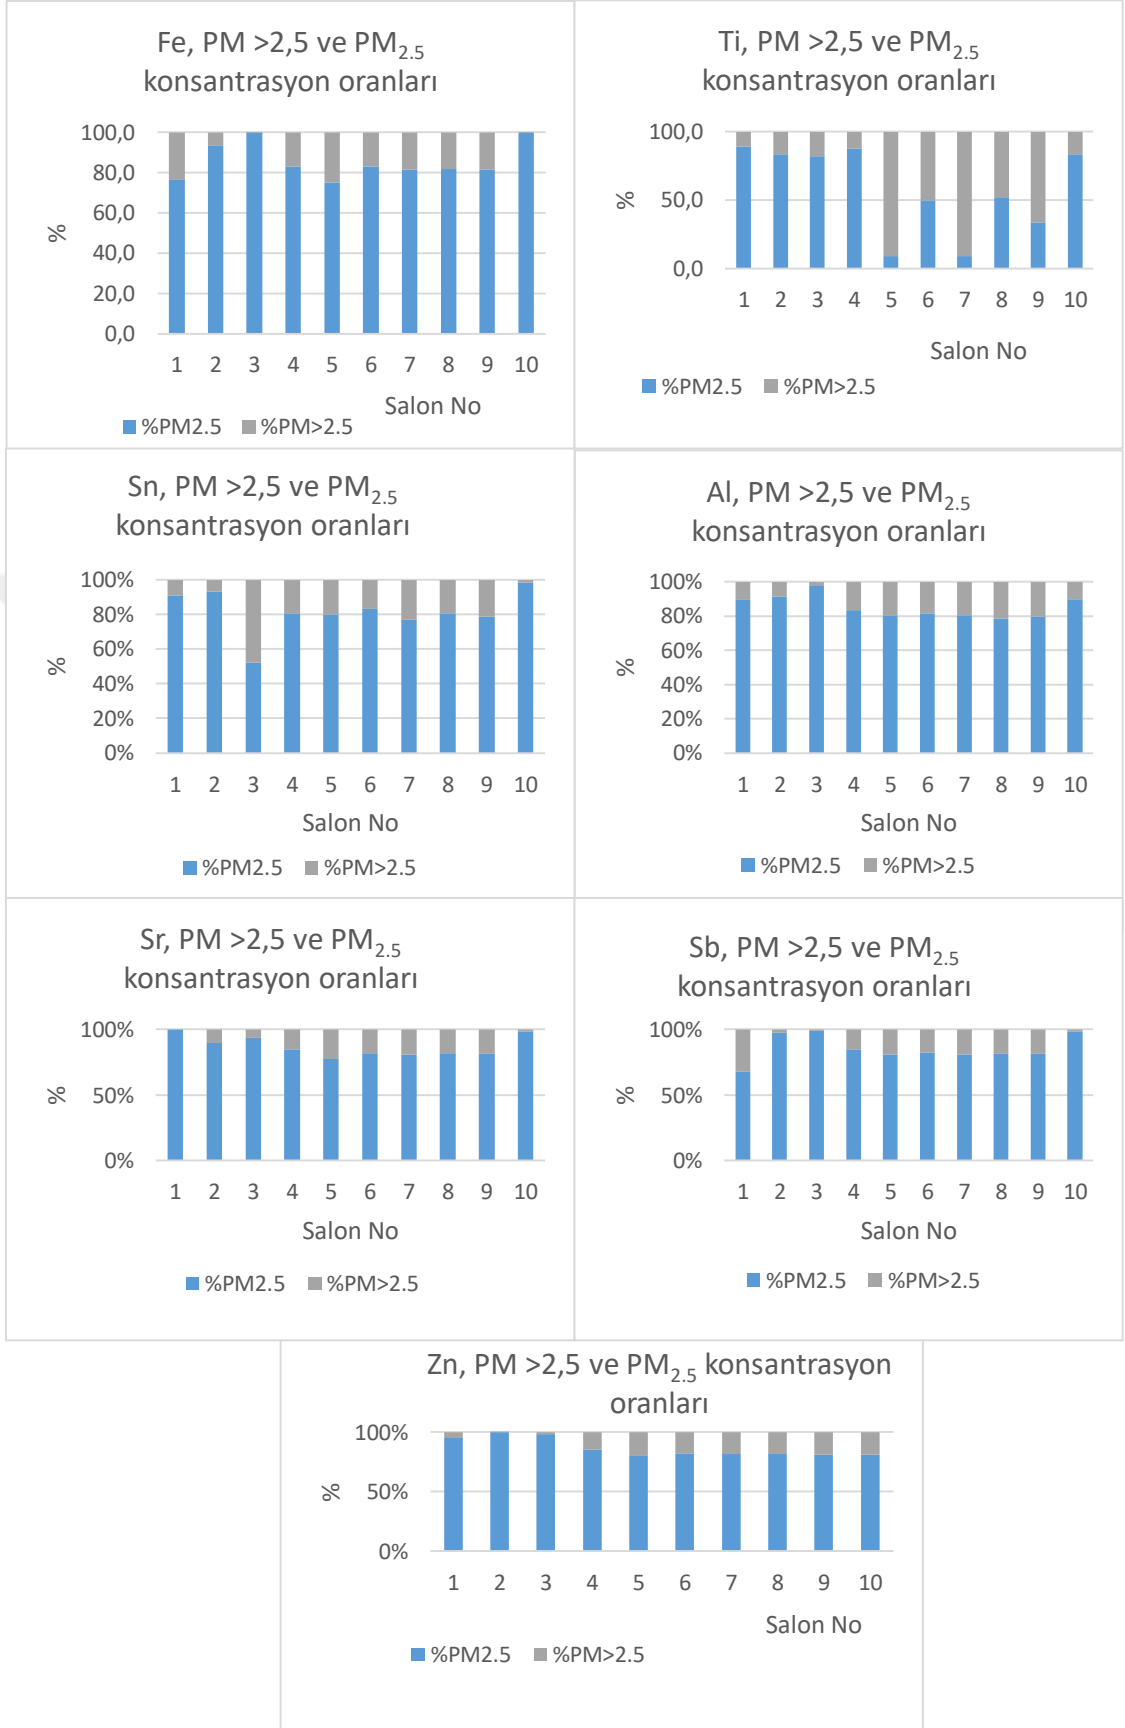 Fe, PM >2,5 ve PM2.5
konsantrasyon oranları
100,0
80,0
60,0
40,0
20,0
0,0
%
1 2 3 4 5 6 7 8 9 10
Salon No
%PM2.5 %PM>2.5
Ti, PM >2,5 ve PM2.5
konsantrasyon oranları
100,0
50,0
0,0
%
1 2 3 4 5 6 7 8 9 10
Salon No
%PM2.5 %PM>2.5
Sn, PM >2,5 ve PM2.5
konsantrasyon oranları
100%
80%
60%
40%
20%
0%
%
1 2 3 4 5 6 7 8 9 10
Salon No
%PM2.5 %PM>2.5
Al, PM >2,5 ve PM2.5
konsantrasyon oranları
100%
80%
60%
40%
20%
0%
%
1 2 3 4 5 6 7 8 9 10
Salon No
%PM2.5 %PM>2.5
Sr, PM >2,5 ve PM2.5
konsantrasyon oranları
100%
50%
0%
%
1 2 3 4 5 6 7 8 9 10
Salon No
%PM2.5 %PM>2.5
Sb, PM >2,5 ve PM2.5
konsantrasyon oranları
100%
50%
0%
%
1 2 3 4 5 6 7 8 9 10
Salon No
%PM2.5 %PM>2.5
Zn, PM >2,5 ve PM2.5 konsantrasyon
oranları
100%
50%
0%
%
1 2 3 4 5 6 7 8 9 10
Salon No
%PM2.5 %PM>2.5